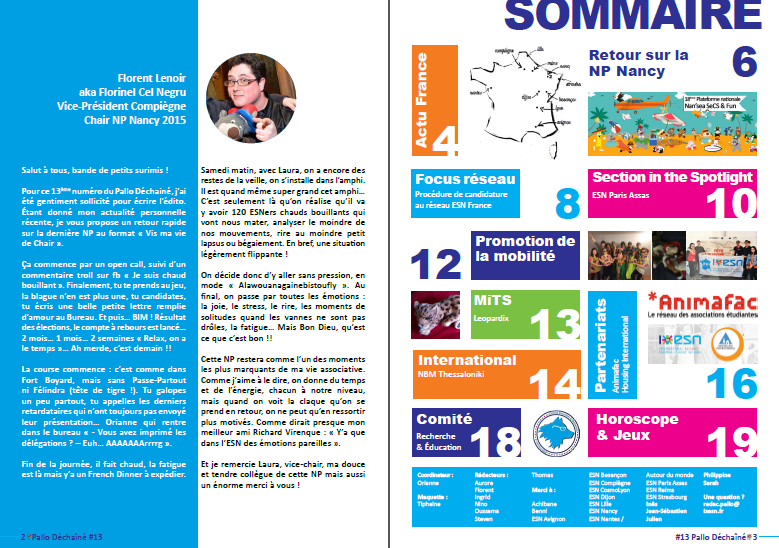 Florent Lenoir
aka Florinel Cel Negru
Vice-Président Compiègne
Chair NP Nancy 2015
Salut à tous, bande de petits surimis !
Pour ce 13ème numéro du Pallo Déchaîné, j'ai
été gentiment sollicité pour écrire l'édito.
Étant donné mon actualité personnelle
récente, je vous propose un retour rapide
sur la dernière NP au format « Vis ma vie
de Chair ».
Ça commence par un open call, suivi d'un
commentaire troll sur fb « Je suis chaud
bouillant ». Finalement, tu te prends au jeu,
la blague n'en est plus une, tu candidates,
tu écris une belle petite lettre remplie
d'amour au Bureau. Et puis… BIM ! Résultat
des élections, le compte à rebours est lancé…
2 mois… 1 mois… 2 semaines « Relax, on a
le temps »… Ah merde, c'est demain !!
La course commence : c'est comme dans
Fort Boyard, mais sans Passe-Partout
ni Félindra (tête de tigre !). Tu galopes
un peu partout, tu appelles les derniers
retardataires qui n'ont toujours pas envoyé
leur présentation… Orianne qui rentre
dans le bureau « - Vous avez imprimé les
délégations ? – Euh… AAAAAAArrrrg ».
Fin de la journée, il fait chaud, la fatigue
est là mais y'a un French Dinner à expédier.
Samedi matin, avec Laura, on a encore des
restes de la veille, on s'installe dans l'amphi.
Il est quand même super grand cet amphi…
C'est seulement là qu'on réalise qu'il va
y avoir 120 ESNers chauds bouillants qui
vont nous mater, analyser le moindre de
nos mouvements, rire au moindre petit
lapsus ou bégaiement. En bref, une situation
légèrement flippante !
On décide donc d'y aller sans pression, en
mode « Alawouanagainebistoufly ». Au
final, on passe par toutes les émotions :
la joie, le stress, le rire, les moments de
solitudes quand les vannes… ne sont pas
drôles, la fatigue… Mais Bon Dieu, qu'est
ce que c'est bon !!
Cette NP restera comme l'un des moments
les plus marquants de ma vie associative.
Comme j'aime à le dire, on donne du temps
et de l'énergie, chacun à notre niveau,
mais quand on voit la claque qu'on se
prend en retour, on ne peut qu'en ressortir
plus motivés. Comme dirait presque mon
meilleur ami Richard Virenque : « Y'a que
dans l'ESN des émotions pareilles ».
Et je remercie Laura, vice-chair, ma douce
et tendre collègue de cette NP mais aussi
un énorme merci à vous !
2 Pallo Déchaîné #13
SOMMAIRE
Actu France
4
Retour sur la
NP Nancy
6
18ème Plateforme nationale
Nan'sea SeCS & Fun
Focus réseau
Procédure de candidature
au réseau ESN France
8
Section in the Spotlight
ESN Paris Assas
10
12
Promotion de
la mobilité
MiTS
Leopardix
13
International
NBM Thessaloniki
14
Partenariats
Animafac
Housing International
*Animafac
Le réseau des associations étudiantes
esn
16
Comité
Recherche
& Éducation
18
Horoscope
& Jeux
19
Coordinateur :
Orianne
Maquette :
Tiphaine
Rédacteurs :
Aurore
Florent
Ingrid
Nino
Oussama
Steven
Thomas
Merci à :
Achibane
Benni
ESN Avignon
ESN Besançon
ESN Compiègne
ESN CosmoLyon
ESN Dijon
ESN Lille
ESN Nancy
ESN Nantes /
Autour du monde
ESN Paris Assas
ESN Reims
ESN Strasbourg
Inès
Jean-Sébastien
Julien
Philippine
Sarah
Une question ?
redac.pallo@
ixesn.fr
#13 Pallo Déchaîné 3